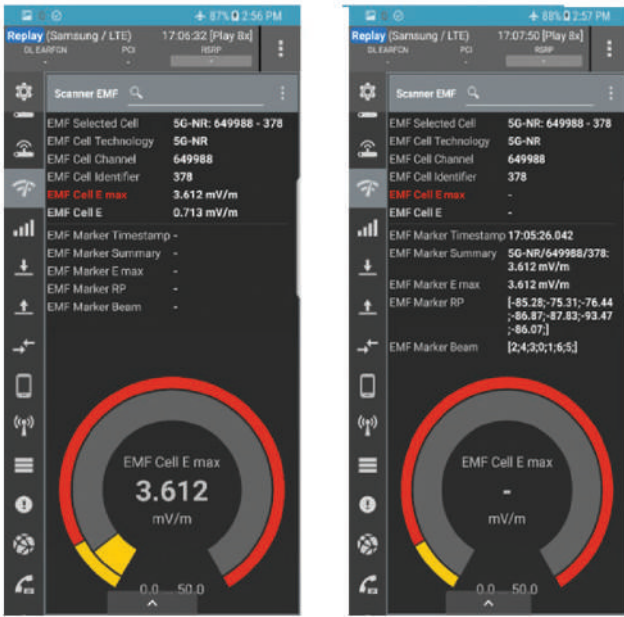 87% 2:56 PM
Replay (Samsung / LTE) 17:06:32 [Play 8x]
DL EARFCN PCI RSRP
- - -
Scanner EMF
EMF Selected Cell 5G-NR: 649988 - 378
EMF Cell Technology 5G-NR
EMF Cell Channel 649988
EMF Cell Identifier 378
EMF Cell E max 3.612 mV/m
EMF Cell E 0.713 mV/m
EMF Marker Timestamp -
EMF Marker Summary -
EMF Marker E max -
EMF Marker RP -
EMF Marker Beam -
EMF Cell E max
3.612
mV/m
0.0 ... 50.0
88% 2:57 PM
Replay (Samsung / LTE) 17:07:50 [Play 8x]
DL EARFCN PCI RSRP
- - -
Scanner EMF
EMF Selected Cell 5G-NR: 649988 - 378
EMF Cell Technology 5G-NR
EMF Cell Channel 649988
EMF Cell Identifier 378
EMF Cell E max -
EMF Cell E -
EMF Marker Timestamp 17:05:26.042
EMF Marker Summary 5G-NR/649988/378:
3.612 mV/m
EMF Marker E max 3.612 mV/m
EMF Marker RP [-85.28;-75.31;-76.44
;-86.87;-87.83;-93.47
;-86.07;]
EMF Marker Beam [2;4;3;0;1;6;5;]
EMF Cell E max
-
mV/m
0.0 ... 50.0